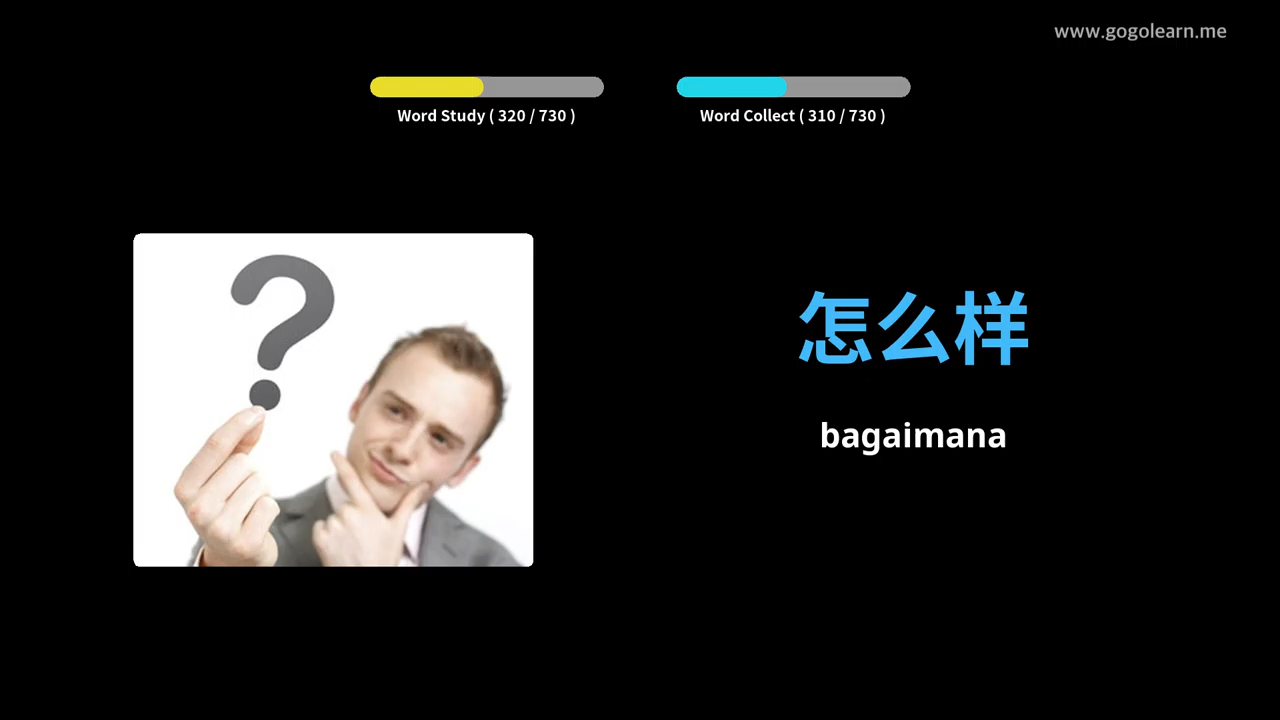 www.gogolearn.me
Word Study ( 320 / 730 )
Word Collect ( 310 / 730 )
?
怎么样
bagaimana